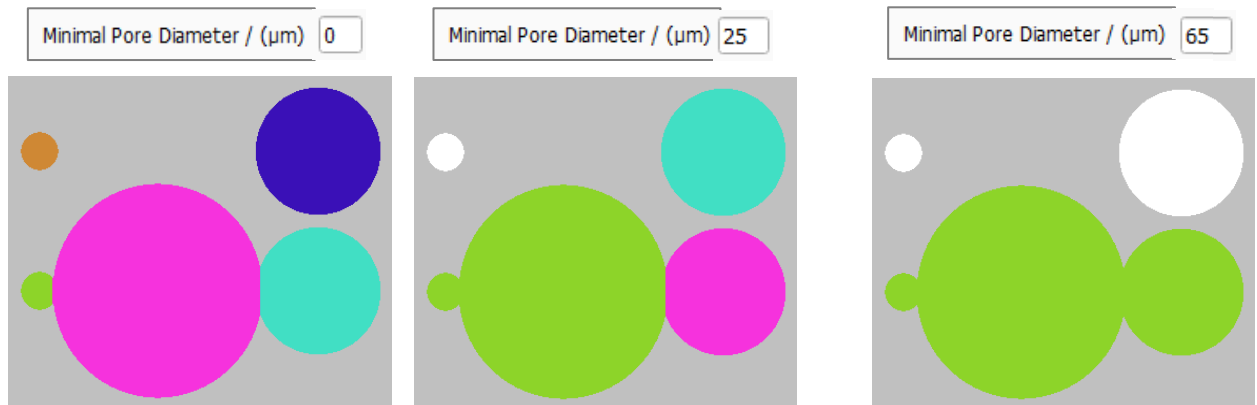 Minimal Pore Diameter / (µm) 0
Minimal Pore Diameter / (µm) 25
Minimal Pore Diameter / (µm) 65